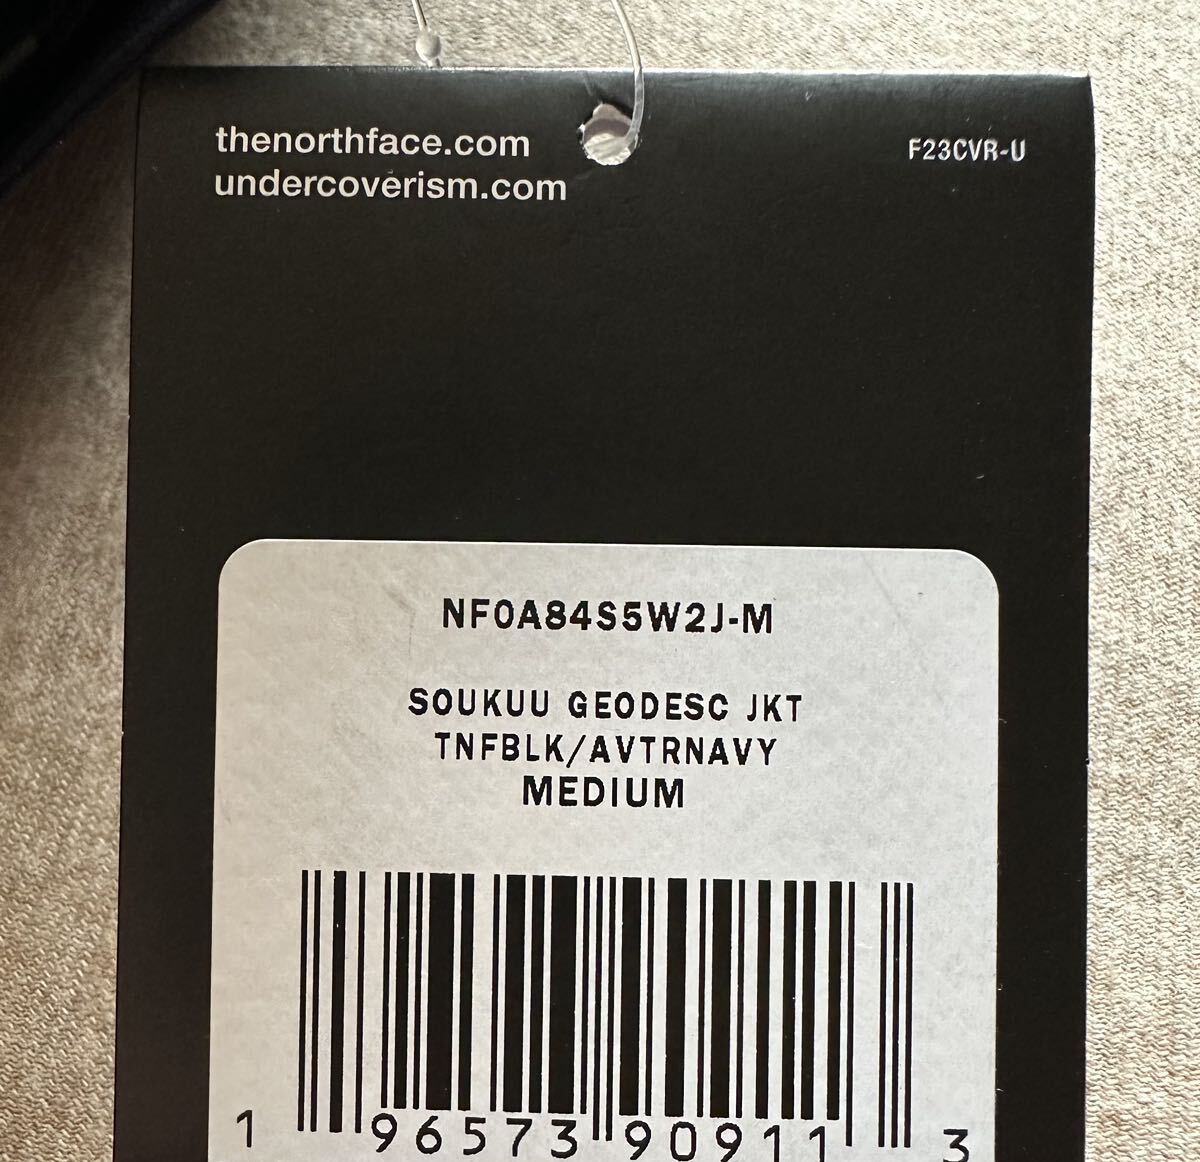 thenorthface.com
undercoverism.com
F23CVR-U
NF0A84S5W2J-M
SOUKUU GEODESC JKT
TNFBLK/AVTRNAVY
MEDIUM
1 96573 90911 3